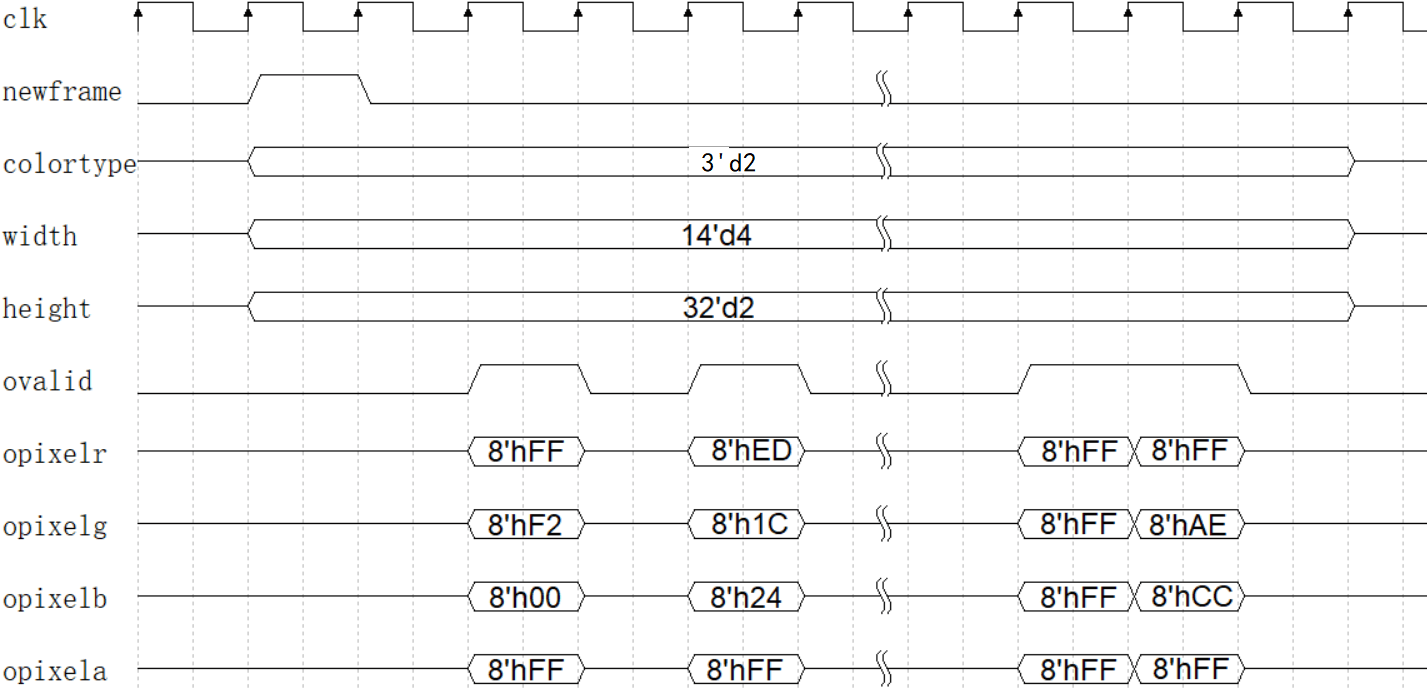 clk
newframe
colortype 3'd2
width 14'd4
height 32'd2
ovalid
opixelr 8'hFF 8'hED 8'hFF 8'hFF
opixelg 8'hF2 8'h1C 8'hFF 8'hAE
opixelb 8'h00 8'h24 8'hFF 8'hCC
opixela 8'hFF 8'hFF 8'hFF 8'hFF